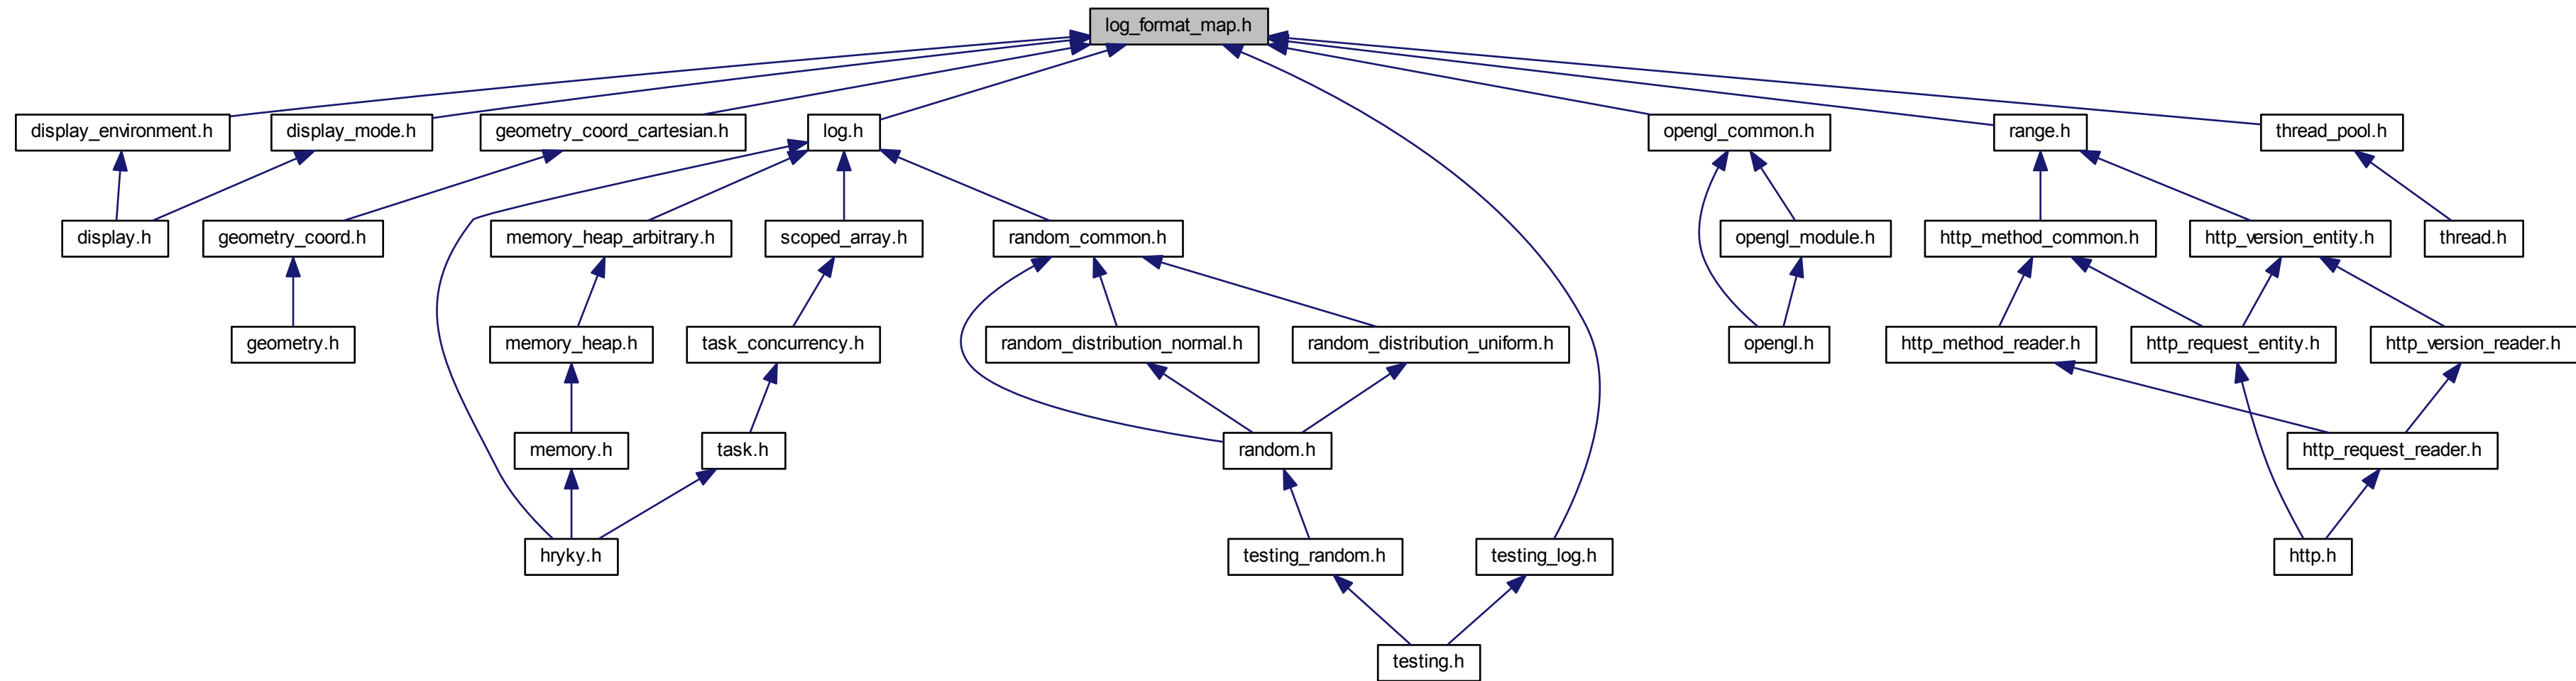 log_format_map.h
display_environment.h
display_mode.h
geometry_coord_cartesian.h
log.h
opengl_common.h
range.h
thread_pool.h
display.h
geometry_coord.h
memory_heap_arbitrary.h
scoped_array.h
random_common.h
opengl_module.h
http_method_common.h
http_version_entity.h
thread.h
geometry.h
memory_heap.h
task_concurrency.h
random_distribution_normal.h
random_distribution_uniform.h
opengl.h
http_method_reader.h
http_request_entity.h
http_version_reader.h
memory.h
task.h
random.h
http_request_reader.h
hryky.h
testing_random.h
testing_log.h
http.h
testing.h